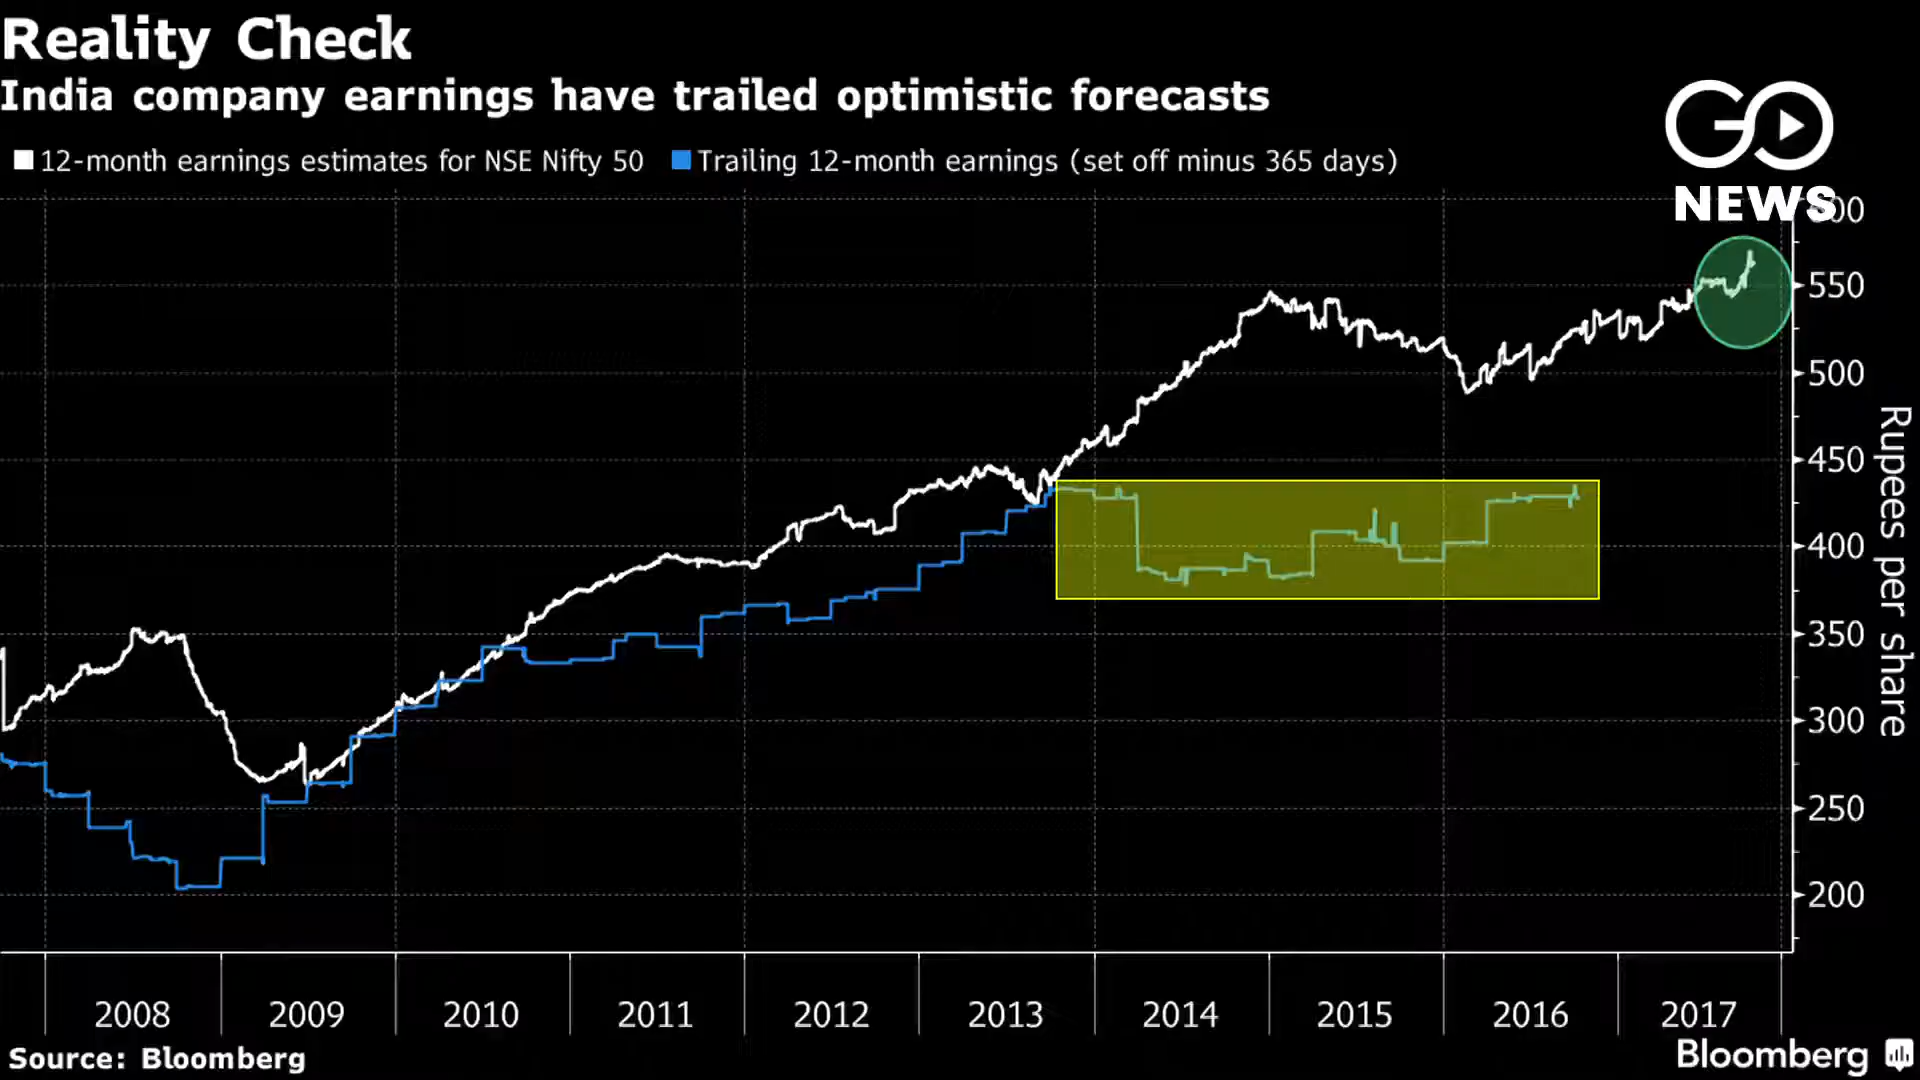 Reality Check
India company earnings have trailed optimistic forecasts
12-month earnings estimates for NSE Nifty 50 Trailing 12-month earnings (set off minus 365 days)
GO
NEWS
550
500
450
400
350
300
250
200
Rupees per share
2008 2009 2010 2011 2012 2013 2014 2015 2016 2017
Source: Bloomberg
Bloomberg